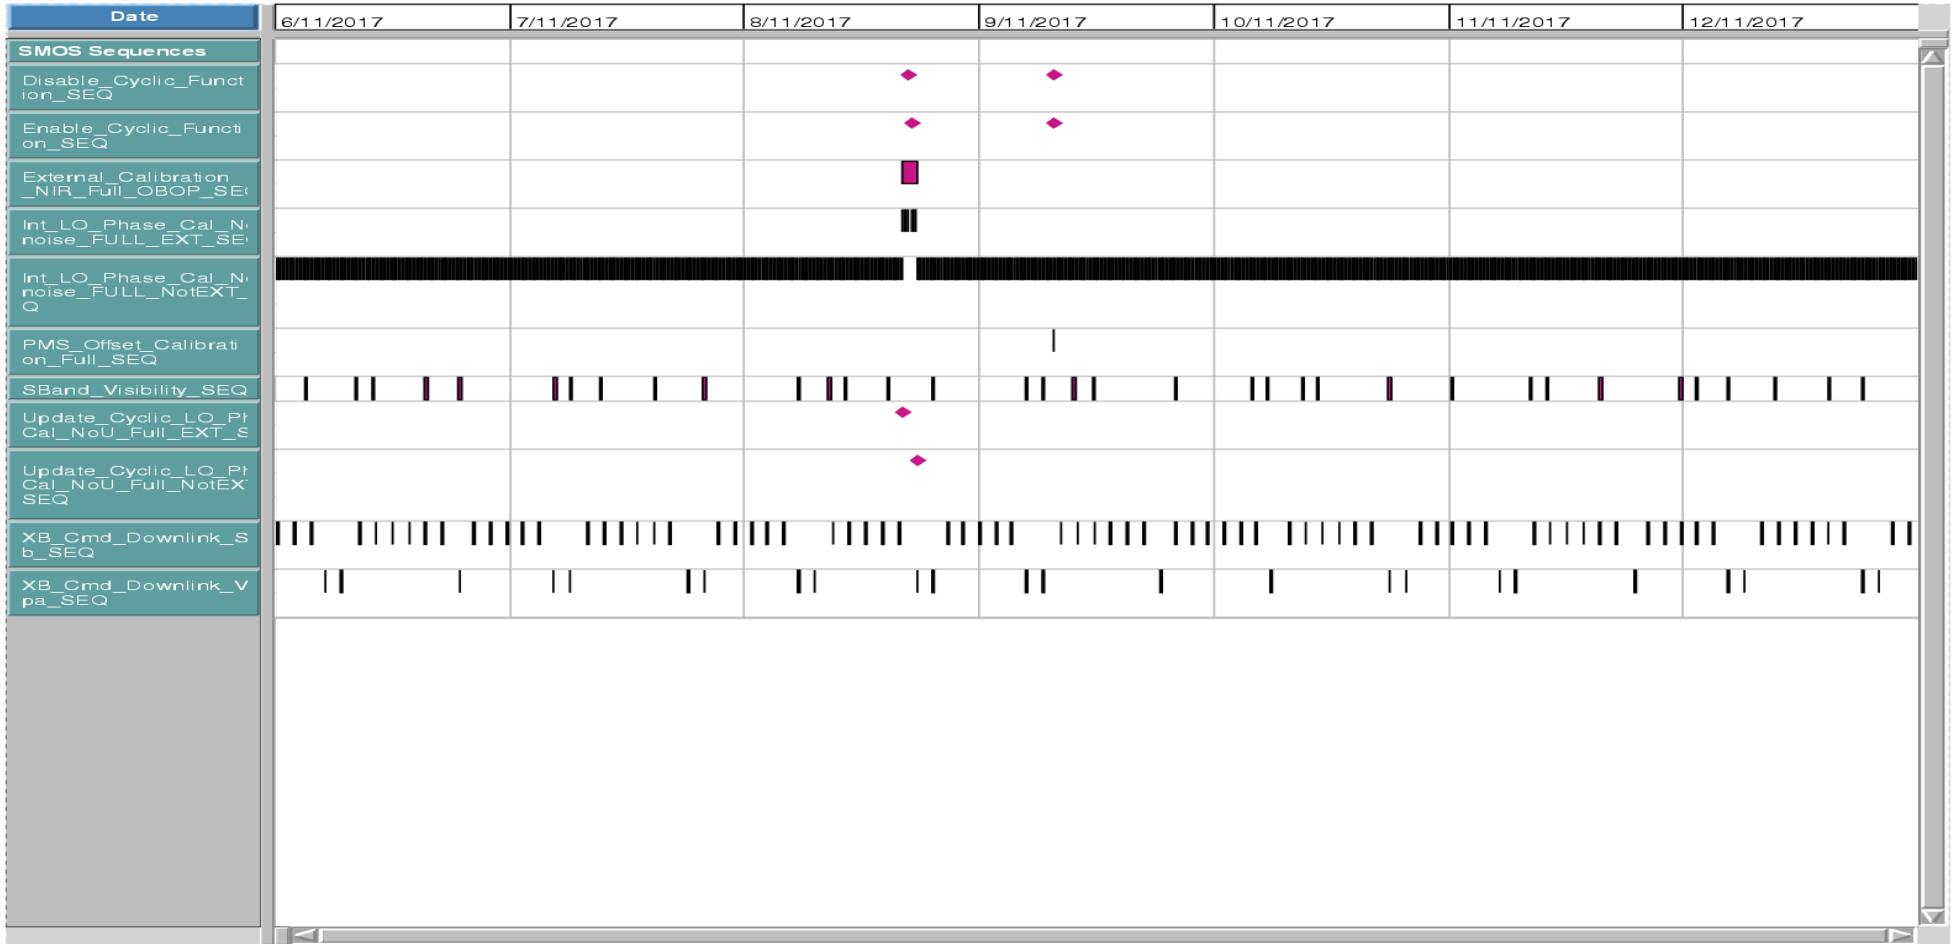 Date
6/11/2017 7/11/2017 8/11/2017 9/11/2017 10/11/2017 11/11/2017 12/11/2017
SMOS Sequences
Disable_Cyclic_Funct
ion_SEQ
Enable_Cyclic_Functi
on_SEQ
External_Calibration
_NIR_Full_OBOP_SE
Int_LO_Phase_Cal_N
noise_FULL_EXT_SE
Int_LO_Phase_Cal_N
noise_FULL_NotEXT_
Q
PMS_Offset_Calibrati
on_Full_SEQ
SBand_Visibility_SEQ
Update_Cyclic_LO_P
Cal_NoU_Full_EXT_S
Update_Cyclic_LO_P
Cal_NoU_Full_NotEX
SEQ
XB_Cmd_Downlink_S
b_SEQ
XB_Cmd_Downlink_V
pa_SEQ